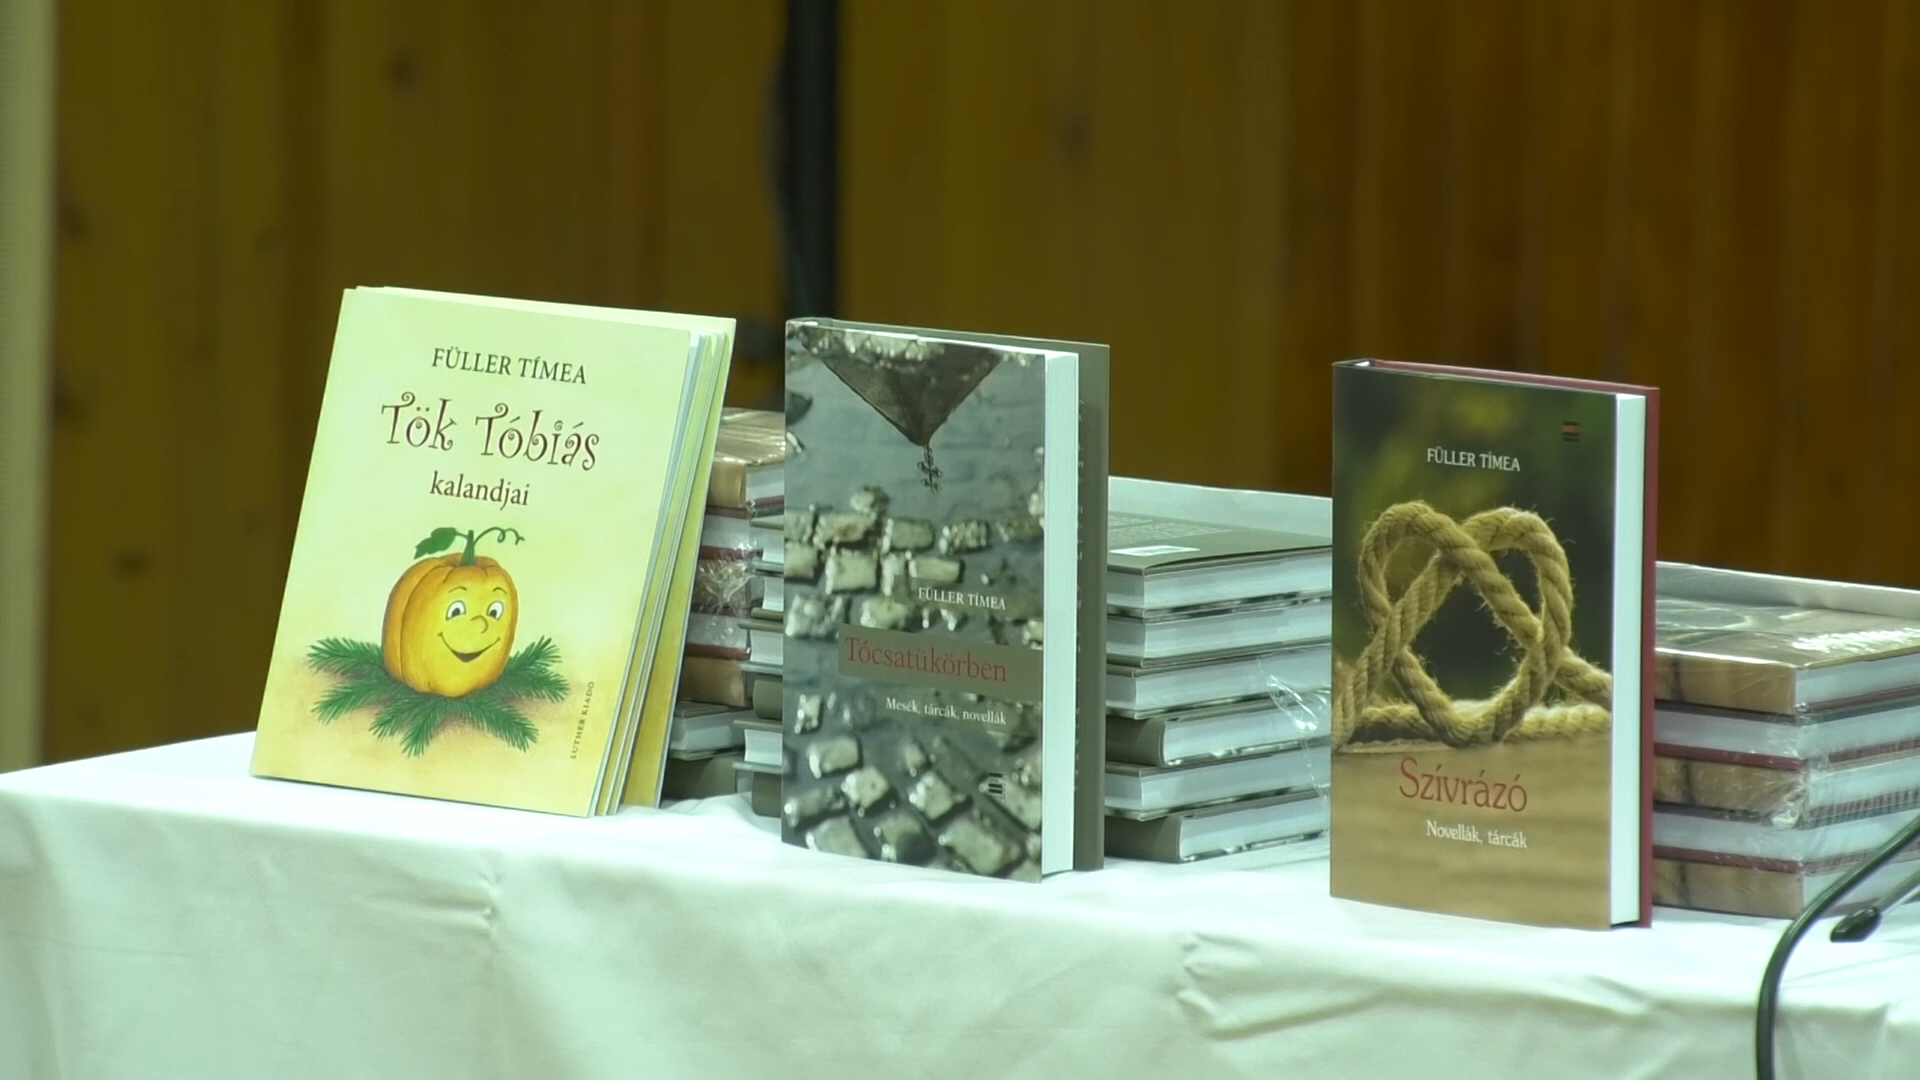 FÜLLER TÍMEA
Tök Tóbiás
kalandjai
LUTHER KIADÓ
FÜLLER TÍMEA
Tócsatükörben
Mesék, tárcák, novellák
FÜLLER TÍMEA
Szívrázó
Novellák, tárcák